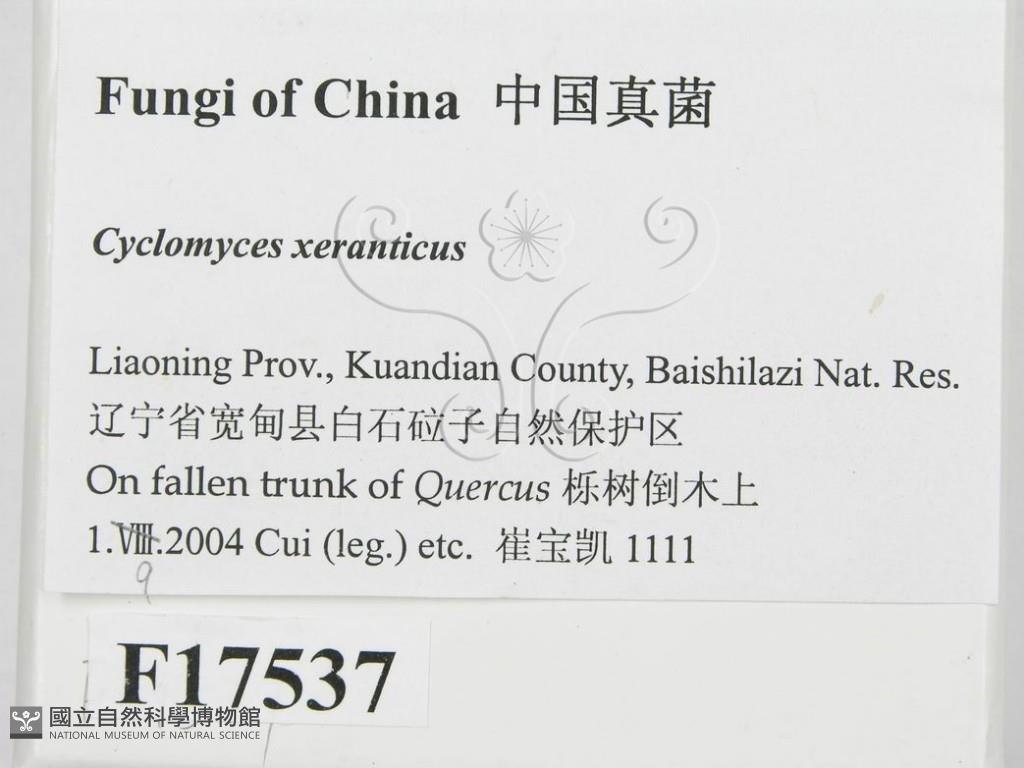 Fungi of China 中国真菌
Cyclomyces xeranticus
Liaoning Prov., Kuandian County, Baishilazi Nat. Res.
辽宁省宽甸县白石砬子自然保护区
On fallen trunk of Quercus 栎树倒木上
1.Ⅷ.2004 Cui (leg.) etc. 崔宝凯 1111
9
F17537
國立自然科學博物館
NATIONAL MUSEUM OF NATURAL SCIENCE